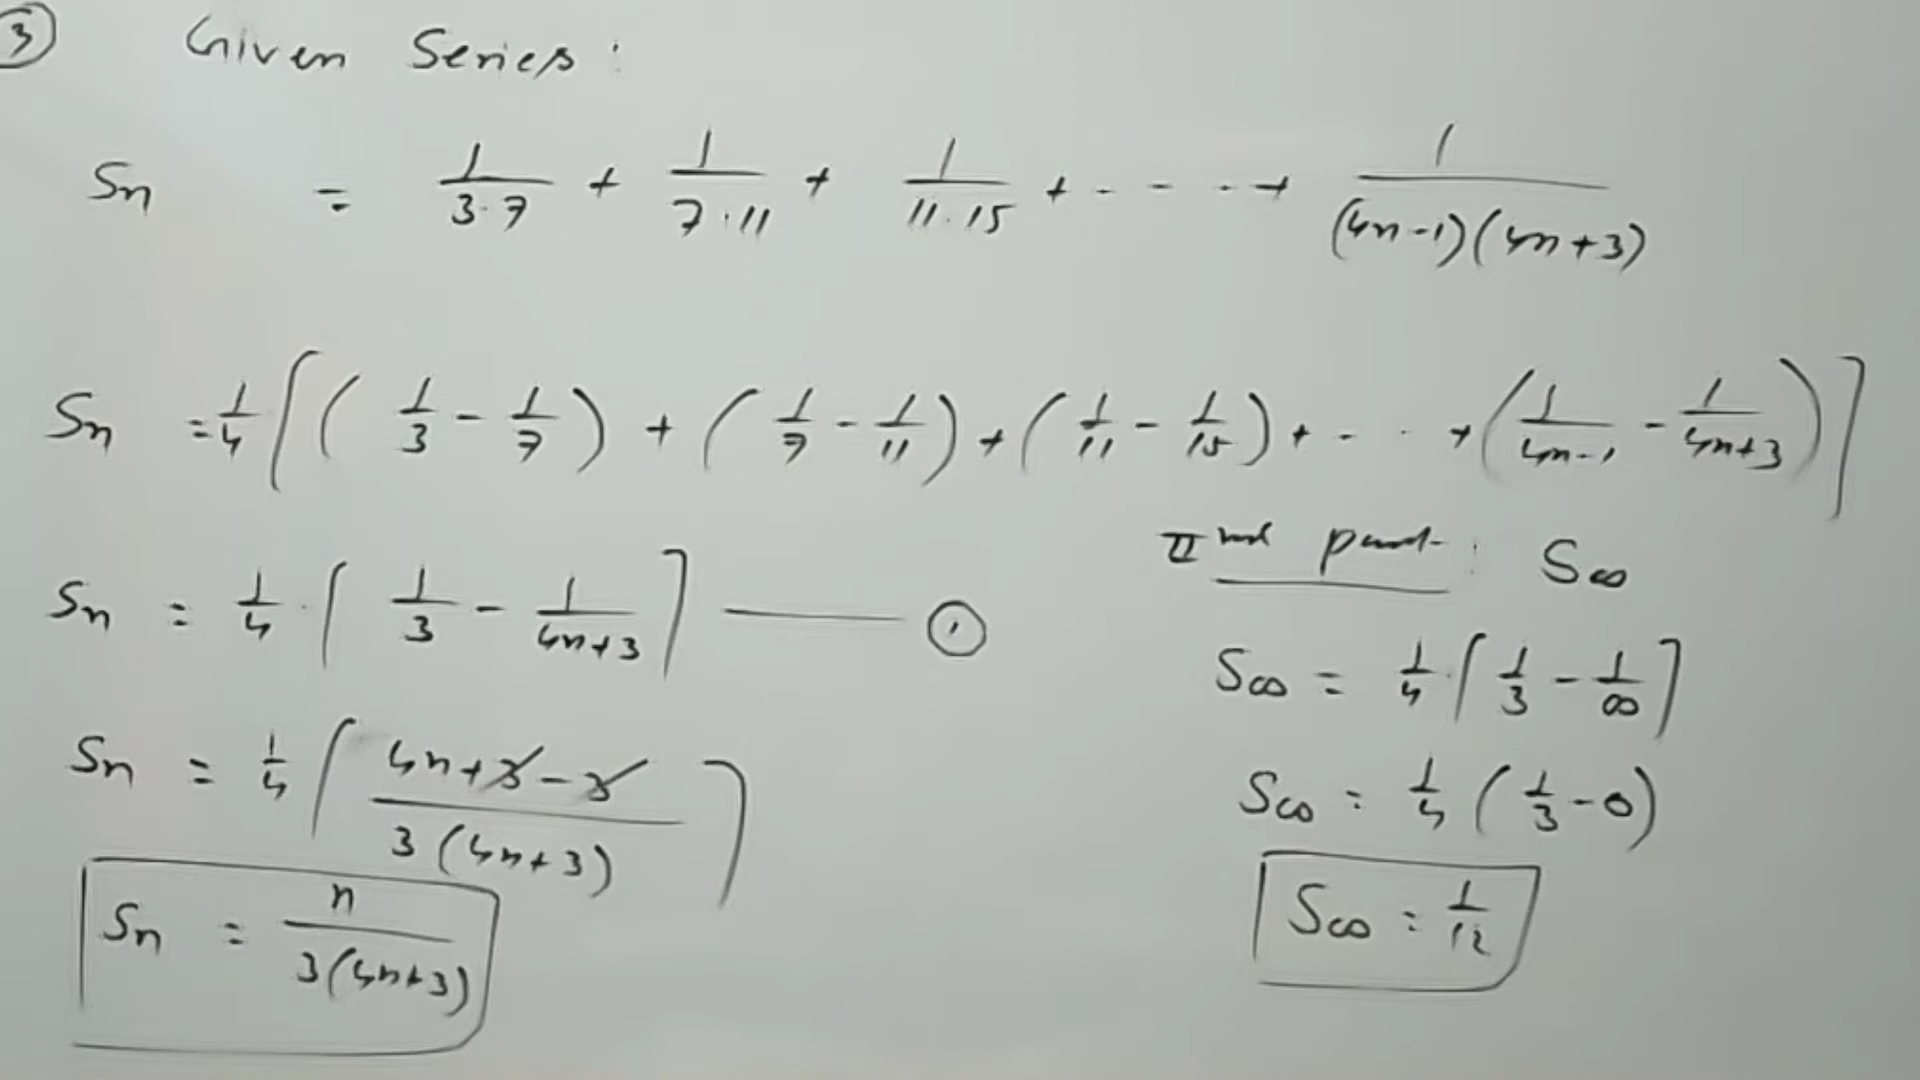 ③ Given Series:
Sn = 1/(3·7) + 1/(7·11) + 1/(11·15) + - - - + 1/((4n-1)(4n+3))
Sn = 1/4 [(1/3 - 1/7) + (1/7 - 1/11) + (1/11 - 1/15) + - - + (1/(4n-1) - 1/(4n+3))]
Sn = 1/4 · [1/3 - 1/(4n+3)] —— ①
Sn = 1/4 [(4n+3-3)/(3(4n+3))]
Sn = n/(3(4n+3))
IInd part: S∞
S∞ = 1/4 · [1/3 - 1/∞]
S∞ = 1/4 (1/3 - 0)
S∞ = 1/12